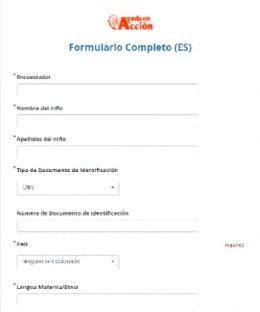 Ayuda en
Acción
Formulario Completo (ES)
* Encuestador
* Nombre del niño
* Apellidos del niño
* Tipo de Documento de Identificación
Otro
Número de Documento de Identificación
* País
required
ninguno seleccionado
* Lengua Materna/Etnia